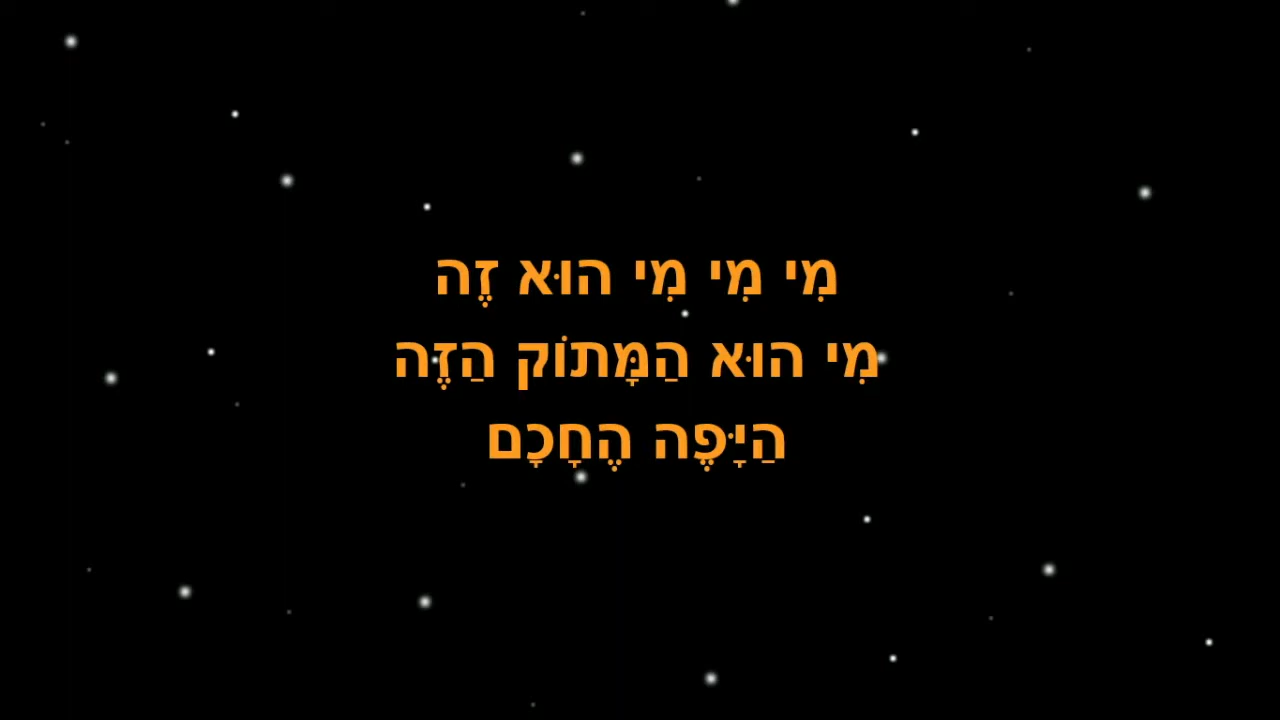 מִי מִי מִי הוּא זֶה
מִי הוּא הַמָּתוֹק הַזֶּה
הַיָּפֶה הֶחָכָם